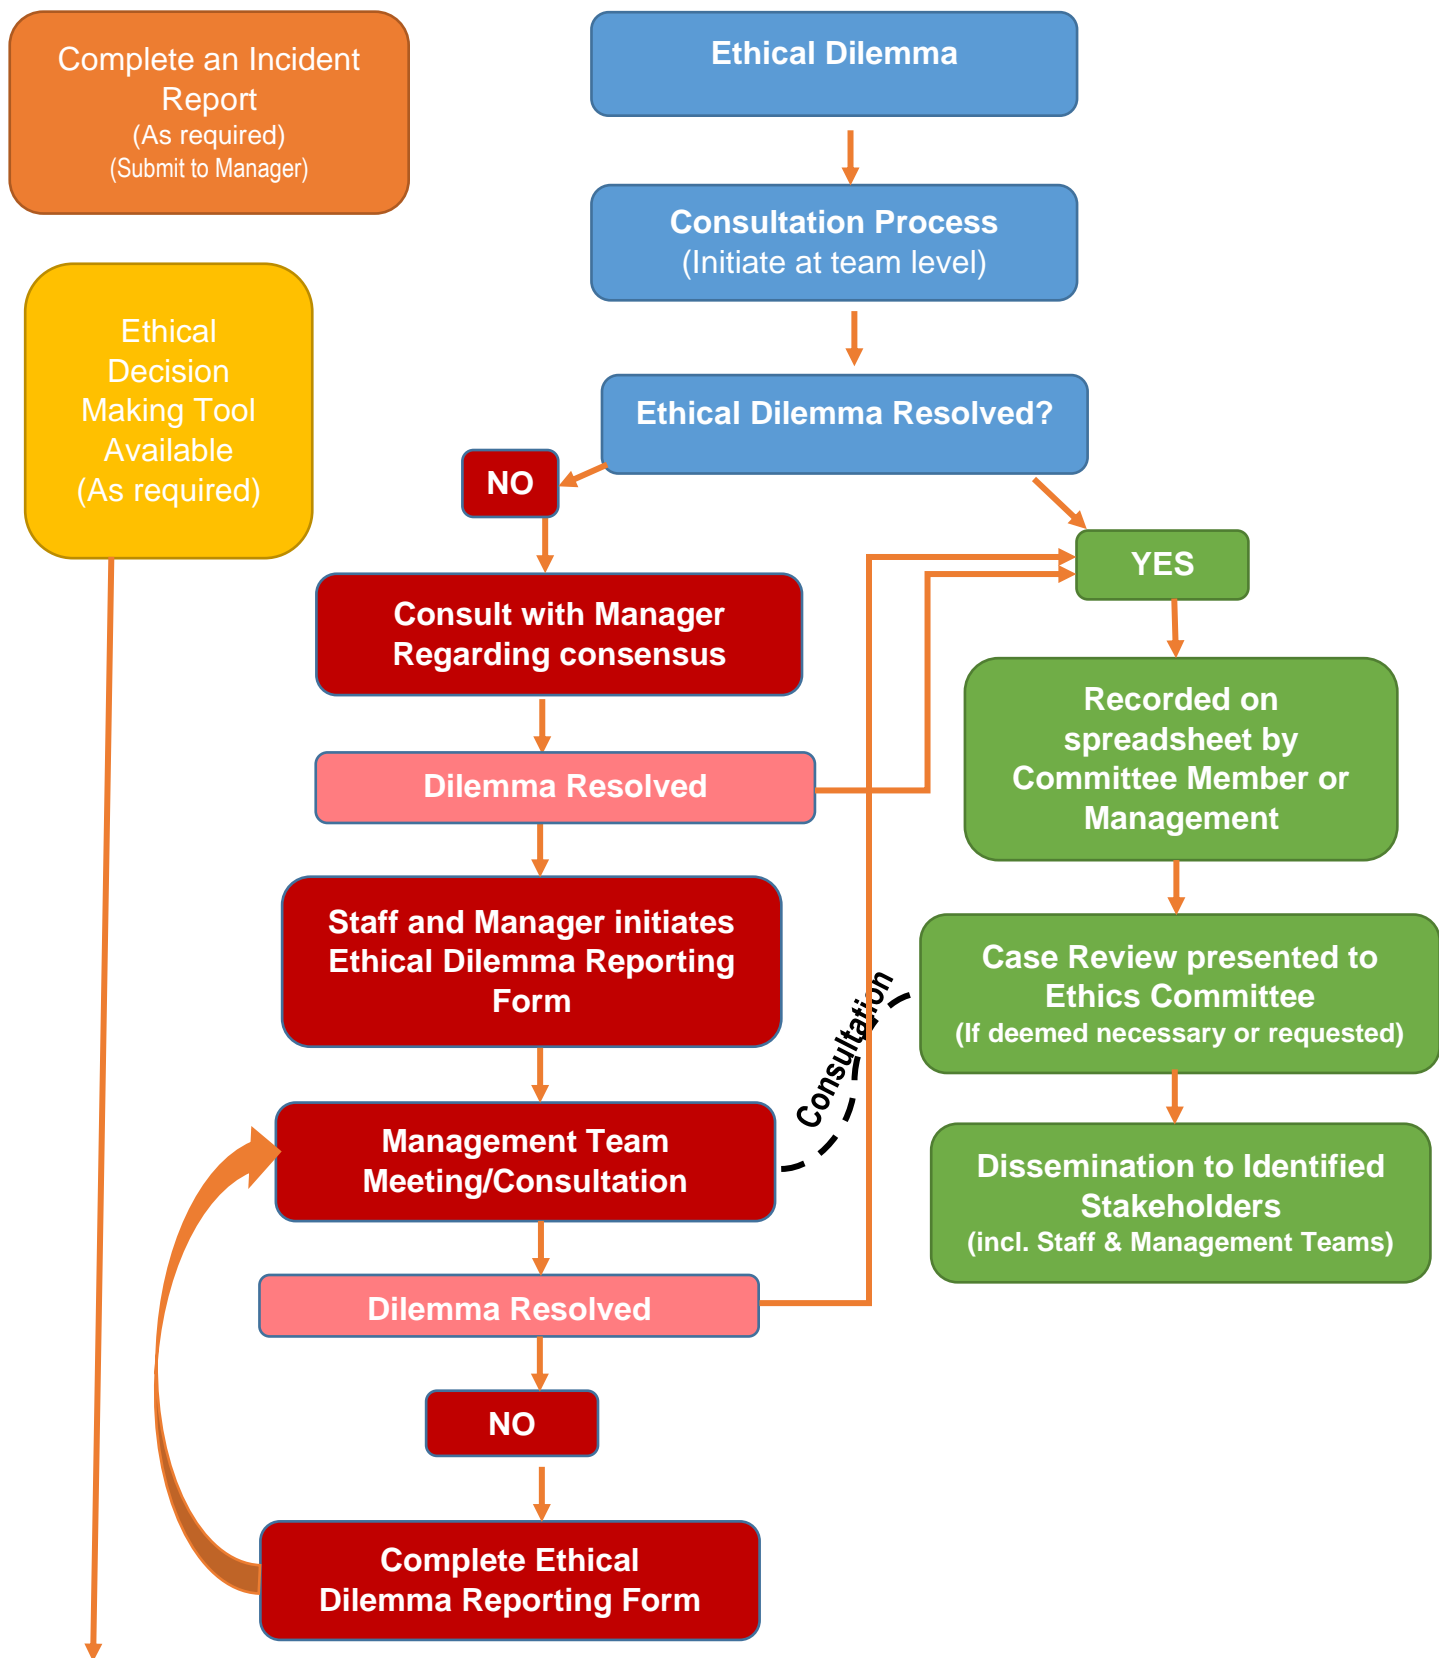 Complete an Incident
Report
(As required)
(Submit to Manager)
Ethical Dilemma
Consultation Process
(Initiate at team level)
Ethical
Decision
Making Tool
Available
(As required)
Ethical Dilemma Resolved?
NO
YES
Consult with Manager
Regarding consensus
Recorded on
spreadsheet by
Committee Member or
Management
Dilemma Resolved
Staff and Manager initiates
Ethical Dilemma Reporting
Form
Case Review presented to
Ethics Committee
(If deemed necessary or requested)
Consultation
Management Team
Meeting/Consultation
Dissemination to Identified
Stakeholders
(incl. Staff & Management Teams)
Dilemma Resolved
NO
Complete Ethical
Dilemma Reporting Form